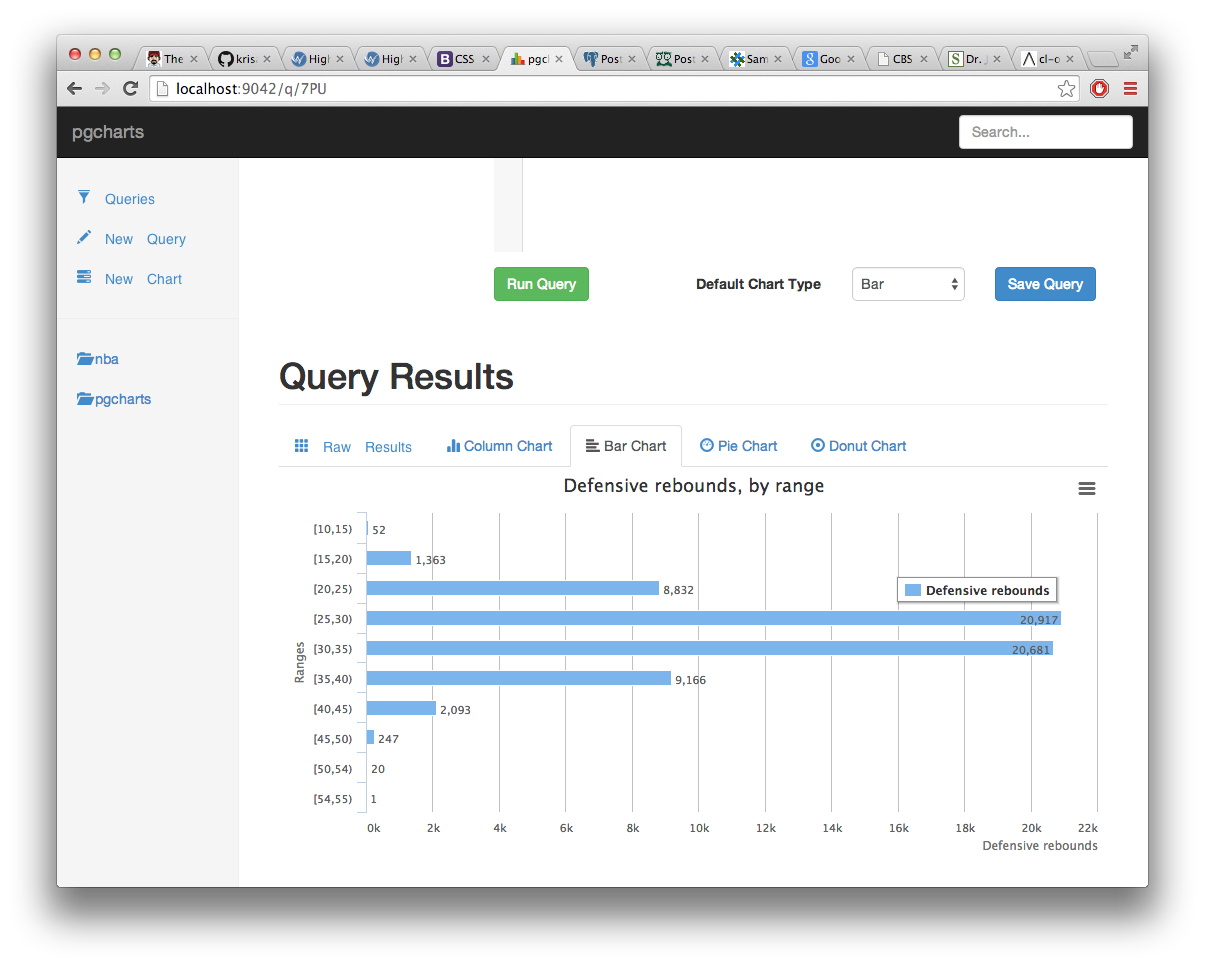 The
kris
High
High
CSS
pgcl
Post
Post
Sam
Goo
CBS
Dr. J
cl-o
localhost:9042/q/7PU
pgcharts
Search...
Queries
New Query
New Chart
nba
pgcharts
Run Query
Default Chart Type
Bar
Save Query
Query Results
Raw Results
Column Chart
Bar Chart
Pie Chart
Donut Chart
Defensive rebounds, by range
Ranges
[10,15) 52
[15,20) 1,363
[20,25) 8,832
Defensive rebounds
[25,30) 20,917
[30,35) 20,681
[35,40) 9,166
[40,45) 2,093
[45,50) 247
[50,54) 20
[54,55) 1
0k 2k 4k 6k 8k 10k 12k 14k 16k 18k 20k 22k
Defensive rebounds